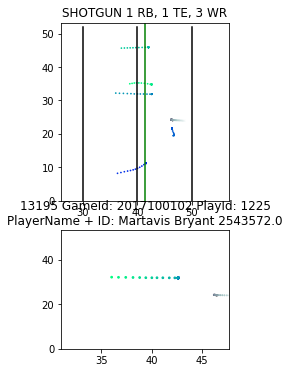 SHOTGUN 1 RB, 1 TE, 3 WR
50
40
30
20
10
0
30 40 50
13195 GameId: 2017100102 PlayId: 1225
PlayerName + ID: Martavis Bryant 2543572.0
40
20
0
35 40 45